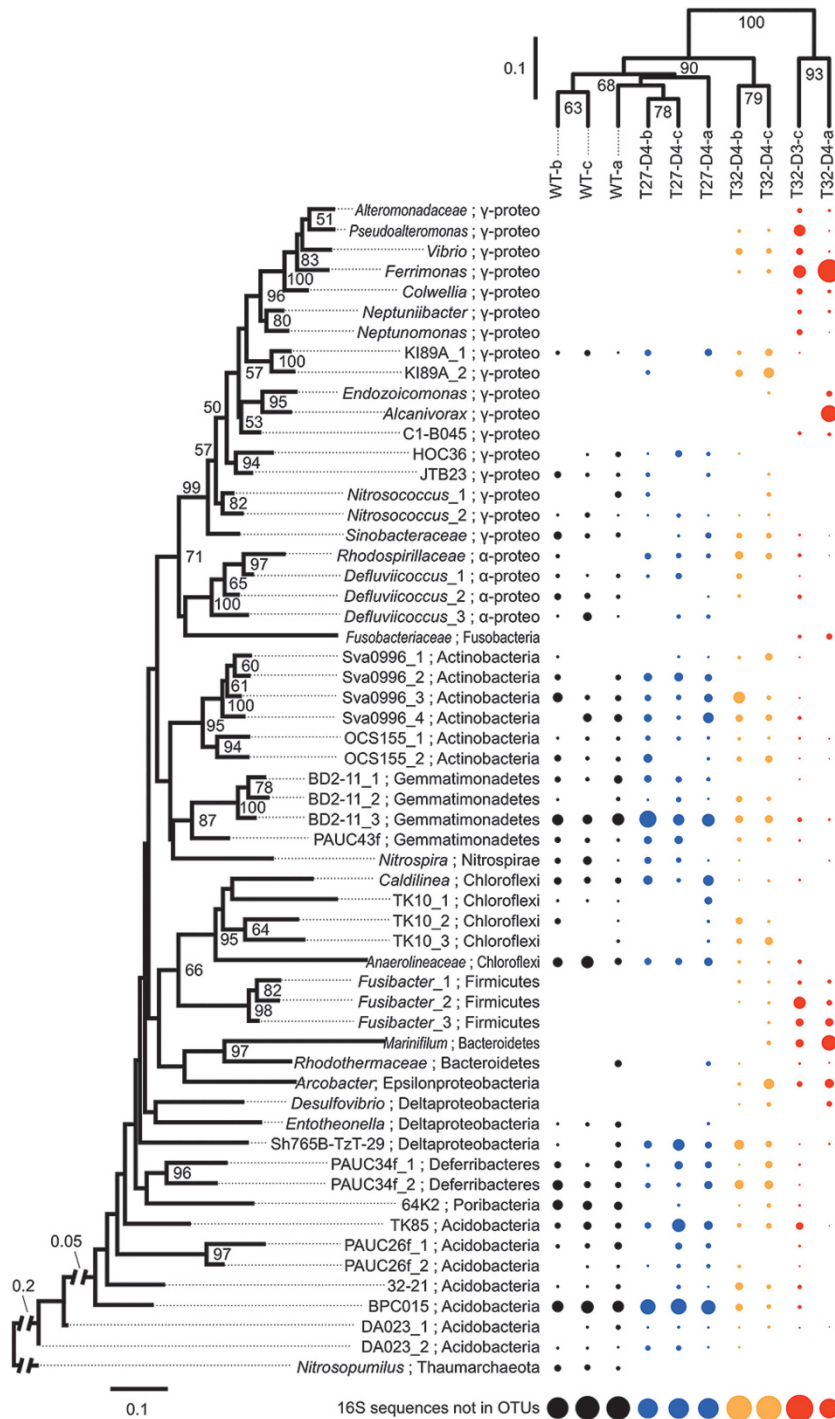 100
0.1
90
93
68
63
78
79
WT-b
WT-c
WT-a
T27-D4-b
T27-D4-c
T27-D4-a
T32-D4-b
T32-D4-c
T32-D3-c
T32-D4-a
Alteromonadaceae ; γ-proteo
51
Pseudoalteromonas ; γ-proteo
Vibrio ; γ-proteo
83
Ferrimonas ; γ-proteo
100
Colwellia ; γ-proteo
96
Neptuniibacter ; γ-proteo
80
Neptunomonas ; γ-proteo
KI89A_1 ; γ-proteo
100
57
KI89A_2 ; γ-proteo
Endozoicomonas ; γ-proteo
95
50
Alcanivorax ; γ-proteo
53
C1-B045 ; γ-proteo
57
HOC36 ; γ-proteo
94
JTB23 ; γ-proteo
99
Nitrosococcus_1 ; γ-proteo
82
Nitrosococcus_2 ; γ-proteo
Sinobacteraceae ; γ-proteo
71
Rhodospirillaceae ; α-proteo
97
Defluviicoccus_1 ; α-proteo
65
Defluviicoccus_2 ; α-proteo
100
Defluviicoccus_3 ; α-proteo
Fusobacteriaceae ; Fusobacteria
Sva0996_1 ; Actinobacteria
60
Sva0996_2 ; Actinobacteria
61
Sva0996_3 ; Actinobacteria
100
Sva0996_4 ; Actinobacteria
95
OCS155_1 ; Actinobacteria
94
OCS155_2 ; Actinobacteria
BD2-11_1 ; Gemmatimonadetes
78
BD2-11_2 ; Gemmatimonadetes
100
BD2-11_3 ; Gemmatimonadetes
87
PAUC43f ; Gemmatimonadetes
Nitrospira ; Nitrospirae
Caldilinea ; Chloroflexi
TK10_1 ; Chloroflexi
TK10_2 ; Chloroflexi
64
95
TK10_3 ; Chloroflexi
Anaerolineaceae ; Chloroflexi
66
Fusibacter_1 ; Firmicutes
82
Fusibacter_2 ; Firmicutes
98
Fusibacter_3 ; Firmicutes
Marinifilum ; Bacteroidetes
97
Rhodothermaceae ; Bacteroidetes
Arcobacter; Epsilonproteobacteria
Desulfovibrio ; Deltaproteobacteria
Entotheonella ; Deltaproteobacteria
Sh765B-TzT-29 ; Deltaproteobacteria
PAUC34f_1 ; Deferribacteres
96
PAUC34f_2 ; Deferribacteres
64K2 ; Poribacteria
TK85 ; Acidobacteria
PAUC26f_1 ; Acidobacteria
0.05
97
PAUC26f_2 ; Acidobacteria
0.2
32-21 ; Acidobacteria
BPC015 ; Acidobacteria
DA023_1 ; Acidobacteria
DA023_2 ; Acidobacteria
Nitrosopumilus ; Thaumarchaeota
0.1
16S sequences not in OTUs